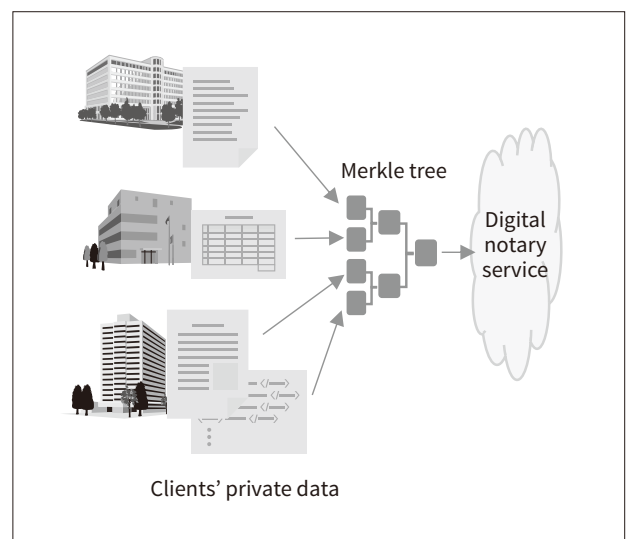 Merkle tree
Digital
notary
service
</>
</>
</>
</>
</>
Clients’ private data